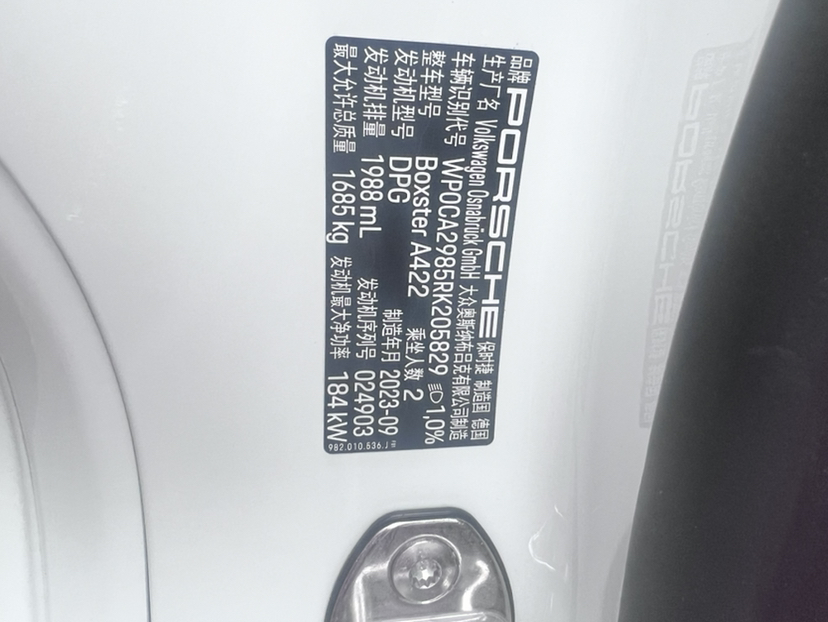 品牌 PORSCHE 保时捷 制造国 德国
生产厂名 Volkswagen Osnabrück GmbH 大众奥斯纳布吕克有限公司制造
车辆识别代号 WP0CA2985RK205829 1,0%
整车型号 Boxster A422 乘坐人数 2
发动机型号 DPG 制造年月 2023-09
发动机排量 1988 mL 发动机序列号 024903
最大允许总质量 1685 kg 发动机最大净功率 184 kW
982.010.536.J